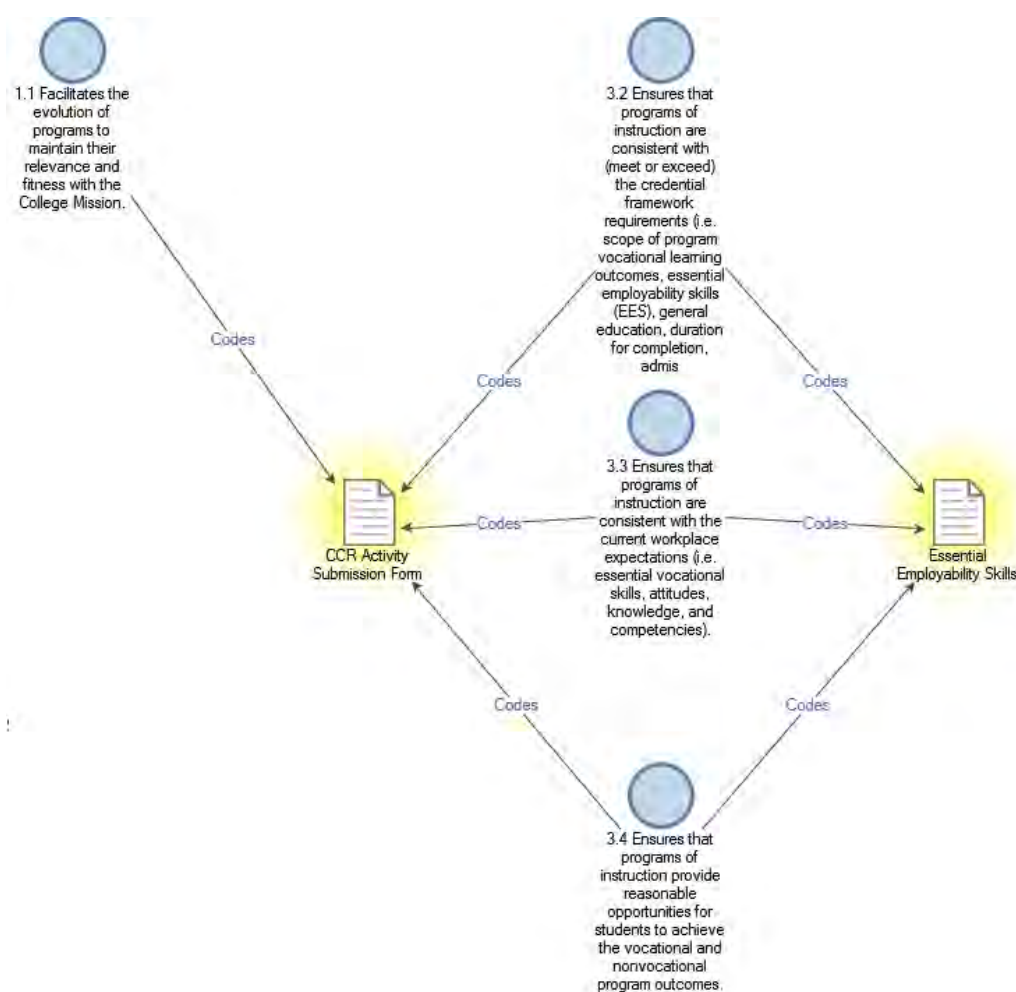 1.1 Facilitates the
evolution of
programs to
maintain their
relevance and
fitness with the
College Mission.
3.2 Ensures that
programs of
instruction are
consistent with
(meet or exceed)
the credential
framework
requirements (i.e.
scope of program
vocational learning
outcomes, essential
employability skills
(EES), general
education, duration
for completion,
admis
Codes
Codes
Codes
3.3 Ensures that
programs of
instruction are
consistent with the
current workplace
expectations (i.e.
essential vocational
skills, attitudes,
knowledge, and
competencies).
Codes
Codes
CCR Activity
Submission Form
Essential
Employability Skills
Codes
Codes
3.4 Ensures that
programs of
instruction provide
reasonable
opportunities for
students to achieve
the vocational and
nonvocational
program outcomes.